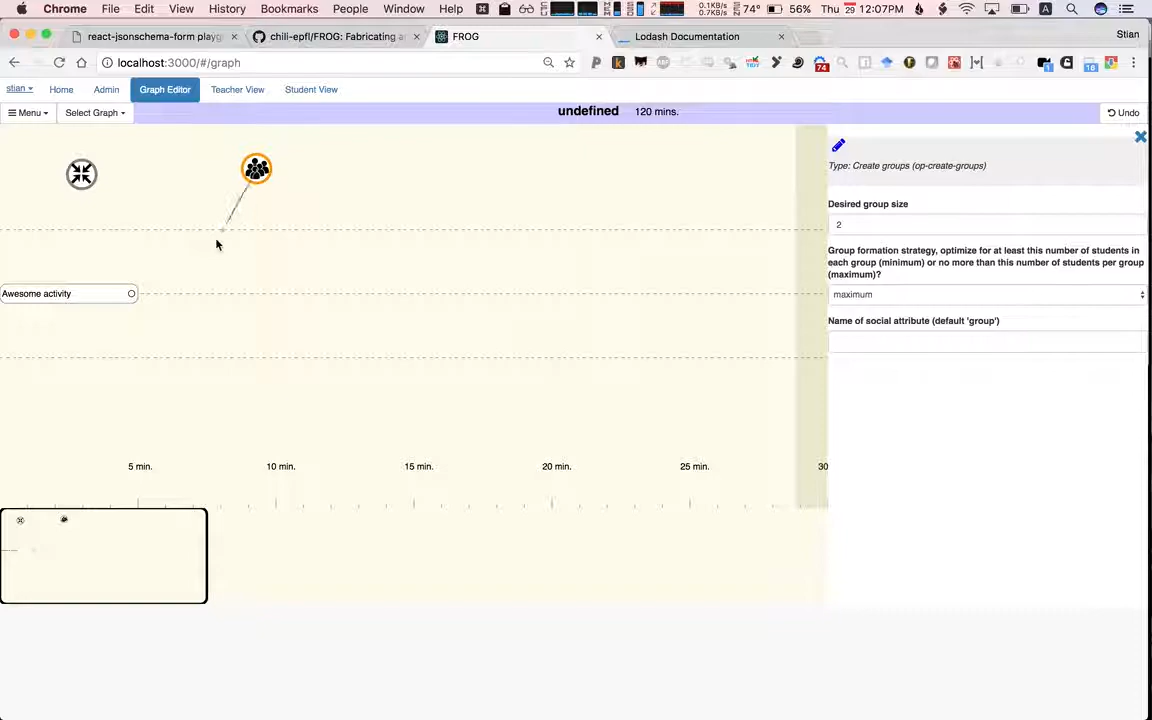 Chrome File Edit View History Bookmarks People Window Help 0.1KB/s 0.7KB/s 74° 56% Thu 29 12:07PM
react-jsonschema-form playg × chili-epfl/FROG: Fabricating a × FROG × Lodash Documentation × Stian
localhost:3000/#/graph 74 1 18
stian Home Admin Graph Editor Teacher View Student View
Menu Select Graph undefined 120 mins. Undo
Type: Create groups (op-create-groups)
Desired group size
2
Group formation strategy, optimize for at least this number of students in
each group (minimum) or no more than this number of students per group
(maximum)?
maximum
Name of social attribute (default 'group')
Awesome activity
5 min. 10 min. 15 min. 20 min. 25 min. 30